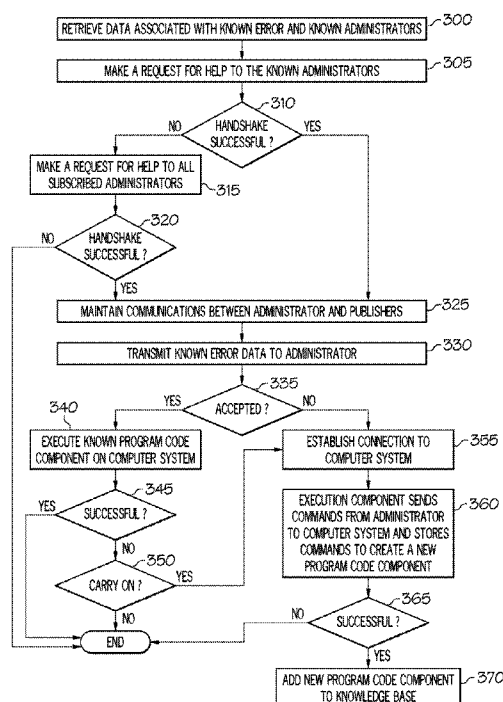 RETRIEVE DATA ASSOCIATED WITH KNOWN ERROR AND KNOWN ADMINISTRATORS
300
MAKE A REQUEST FOR HELP TO THE KNOWN ADMINISTRATORS
305
310
NO
HANDSHAKE
SUCCESSFUL ?
YES
MAKE A REQUEST FOR HELP TO ALL
SUBSCRIBED ADMINISTRATORS
315
320
NO
HANDSHAKE
SUCCESSFUL ?
YES
MAINTAIN COMMUNICATIONS BETWEEN ADMINISTRATOR AND PUBLISHERS
325
TRANSMIT KNOWN ERROR DATA TO ADMINISTRATOR
330
335
YES
ACCEPTED ?
NO
340
EXECUTE KNOWN PROGRAM CODE
COMPONENT ON COMPUTER SYSTEM
ESTABLISH CONNECTION TO
COMPUTER SYSTEM
355
345
YES
SUCCESSFUL ?
NO
350
CARRY ON ?
YES
NO
END
EXECUTION COMPONENT SENDS
COMMANDS FROM ADMINISTRATOR
TO COMPUTER SYSTEM AND STORES
COMMANDS TO CREATE A NEW
PROGRAM CODE COMPONENT
360
365
NO
SUCCESSFUL ?
YES
ADD NEW PROGRAM CODE COMPONENT
TO KNOWLEDGE BASE
370